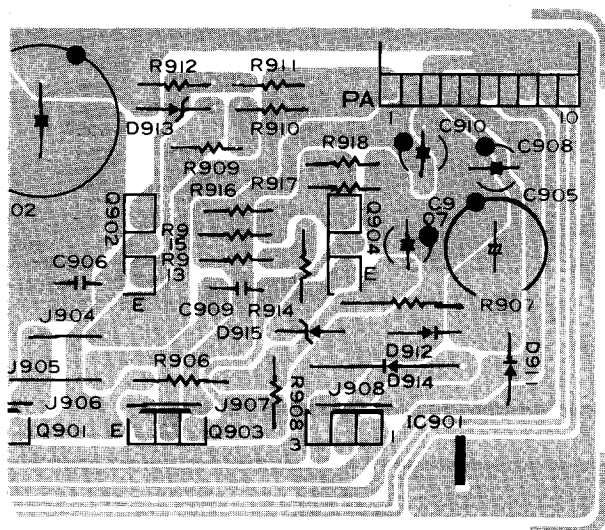 R912 R911
PA
1 10
D913 R910
C910
C908
R909 R918
R916 R917
C905
02
Q902
R9
15
Q904
C9
07
R9
13
C906
E
E
C909 R914
R907
J904
D915
D912
D911
J905
R906
D914
J906
J907
R908
J908
Q901
E
Q903
3
1
IC901